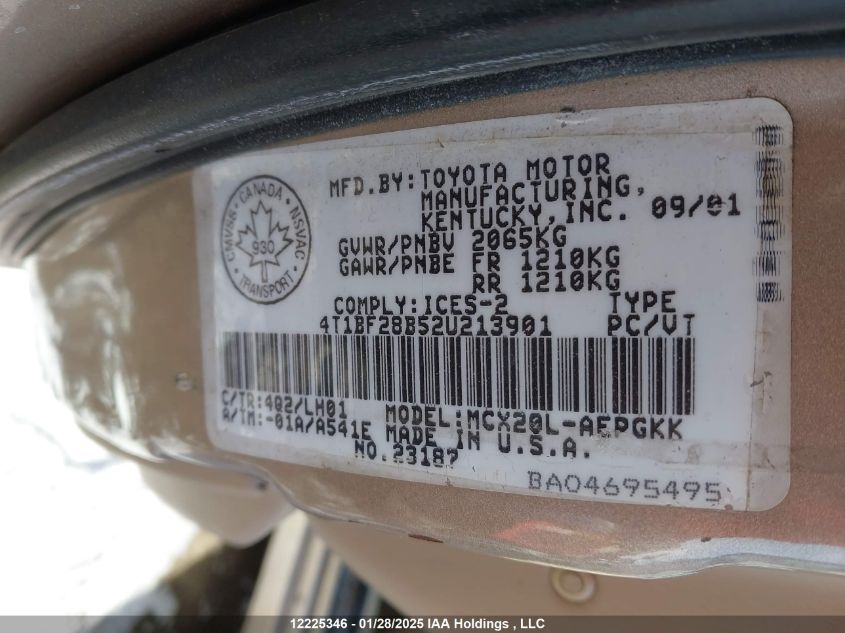 CMVSS · CANADA · NSVAC
930
TRANSPORT
MFD.BY:TOYOTA MOTOR
MANUFACTURING,
KENTUCKY,INC. 09/01
GVWR/PNBV 2065KG
GAWR/PNBE FR 1210KG
RR 1210KG
COMPLY:ICES-2 TYPE
4T1BF28B52U213901 PC/VT
C/TR:4Q2/LH01 MODEL:MCX20L-AEPGKK
A/TM:-01A/A541E MADE IN U.S.A.
NO.23187
BA04695495
12225346 - 01/28/2025 IAA Holdings , LLC